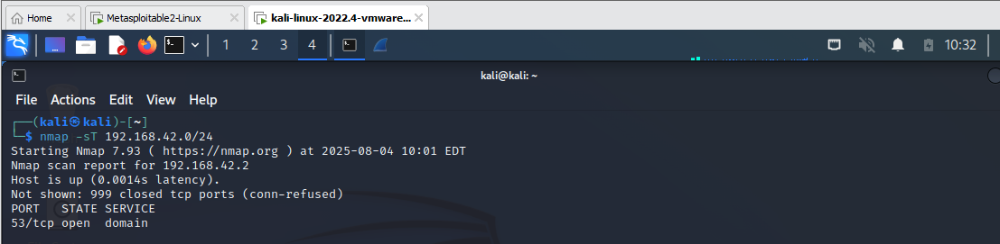 Home Metasploitable2-Linux kali-linux-2022.4-vmware...
1 2 3 4 10:32
kali@kali: ~
File Actions Edit View Help
┌──(kali㉿kali)-[~]
└─$ nmap -sT 192.168.42.0/24
Starting Nmap 7.93 ( https://nmap.org ) at 2025-08-04 10:01 EDT
Nmap scan report for 192.168.42.2
Host is up (0.0014s latency).
Not shown: 999 closed tcp ports (conn-refused)
PORT   STATE SERVICE
53/tcp open  domain